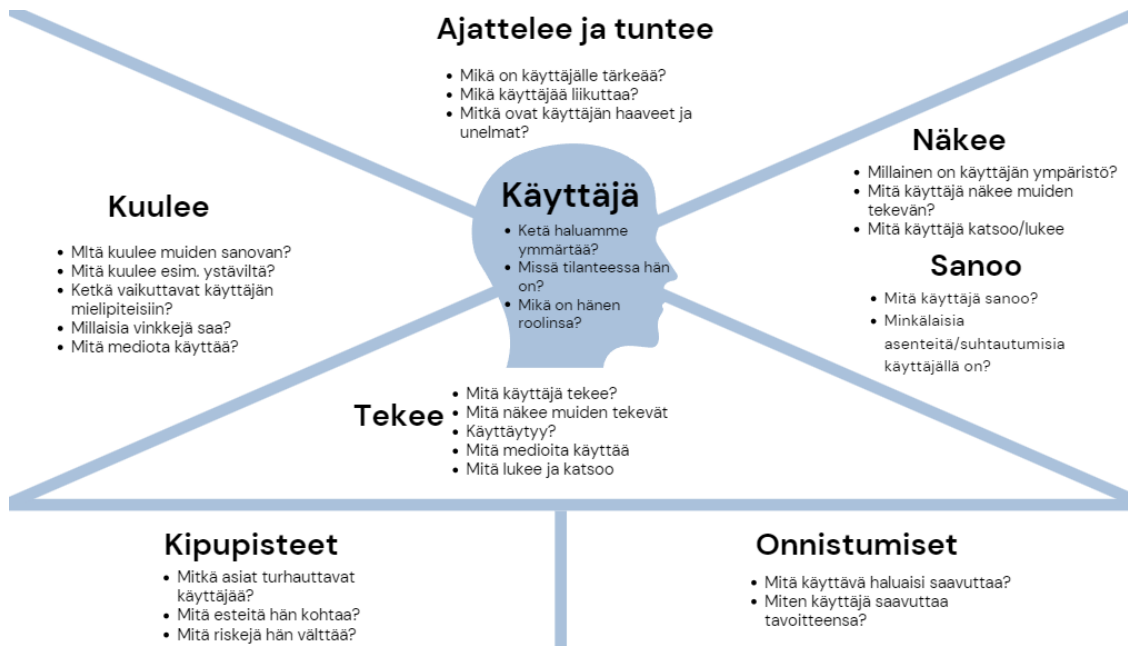 Ajattelee ja tuntee
• Mikä on käyttäjälle tärkeää?
• Mikä käyttäjää liikuttaa?
• Mitkä ovat käyttäjän haaveet ja
unelmat?
Näkee
• Millainen on käyttäjän ympäristö?
• Mitä käyttäjä näkee muiden
tekevän?
• Mitä käyttäjä katsoo/lukee
Kuulee
• MItä kuulee muiden sanovan?
• Mitä kuulee esim. ystäviltä?
• Ketkä vaikuttavat käyttäjän
mielipiteisiin?
• Millaisia vinkkejä saa?
• Mitä mediota käyttää?
Käyttäjä
• Ketä haluamme
ymmärtää?
• Missä tilanteessa hän
on?
• Mikä on hänen
roolinsa?
Sanoo
• Mitä käyttäjä sanoo?
• Minkälaisia
asenteitä/suhtautumisia
käyttäjällä on?
Tekee
• Mitä käyttäjä tekee?
• Mitä näkee muiden tekevät
• Käyttäytyy?
• Mitä medioita käyttää
• Mitä lukee ja katsoo
Kipupisteet
• Mitkä asiat turhauttavat
käyttäjää?
• Mitä esteitä hän kohtaa?
• Mitä riskejä hän välttää?
Onnistumiset
• Mitä käyttävä haluaisi saavuttaa?
• Miten käyttäjä saavuttaa
tavoitteensa?